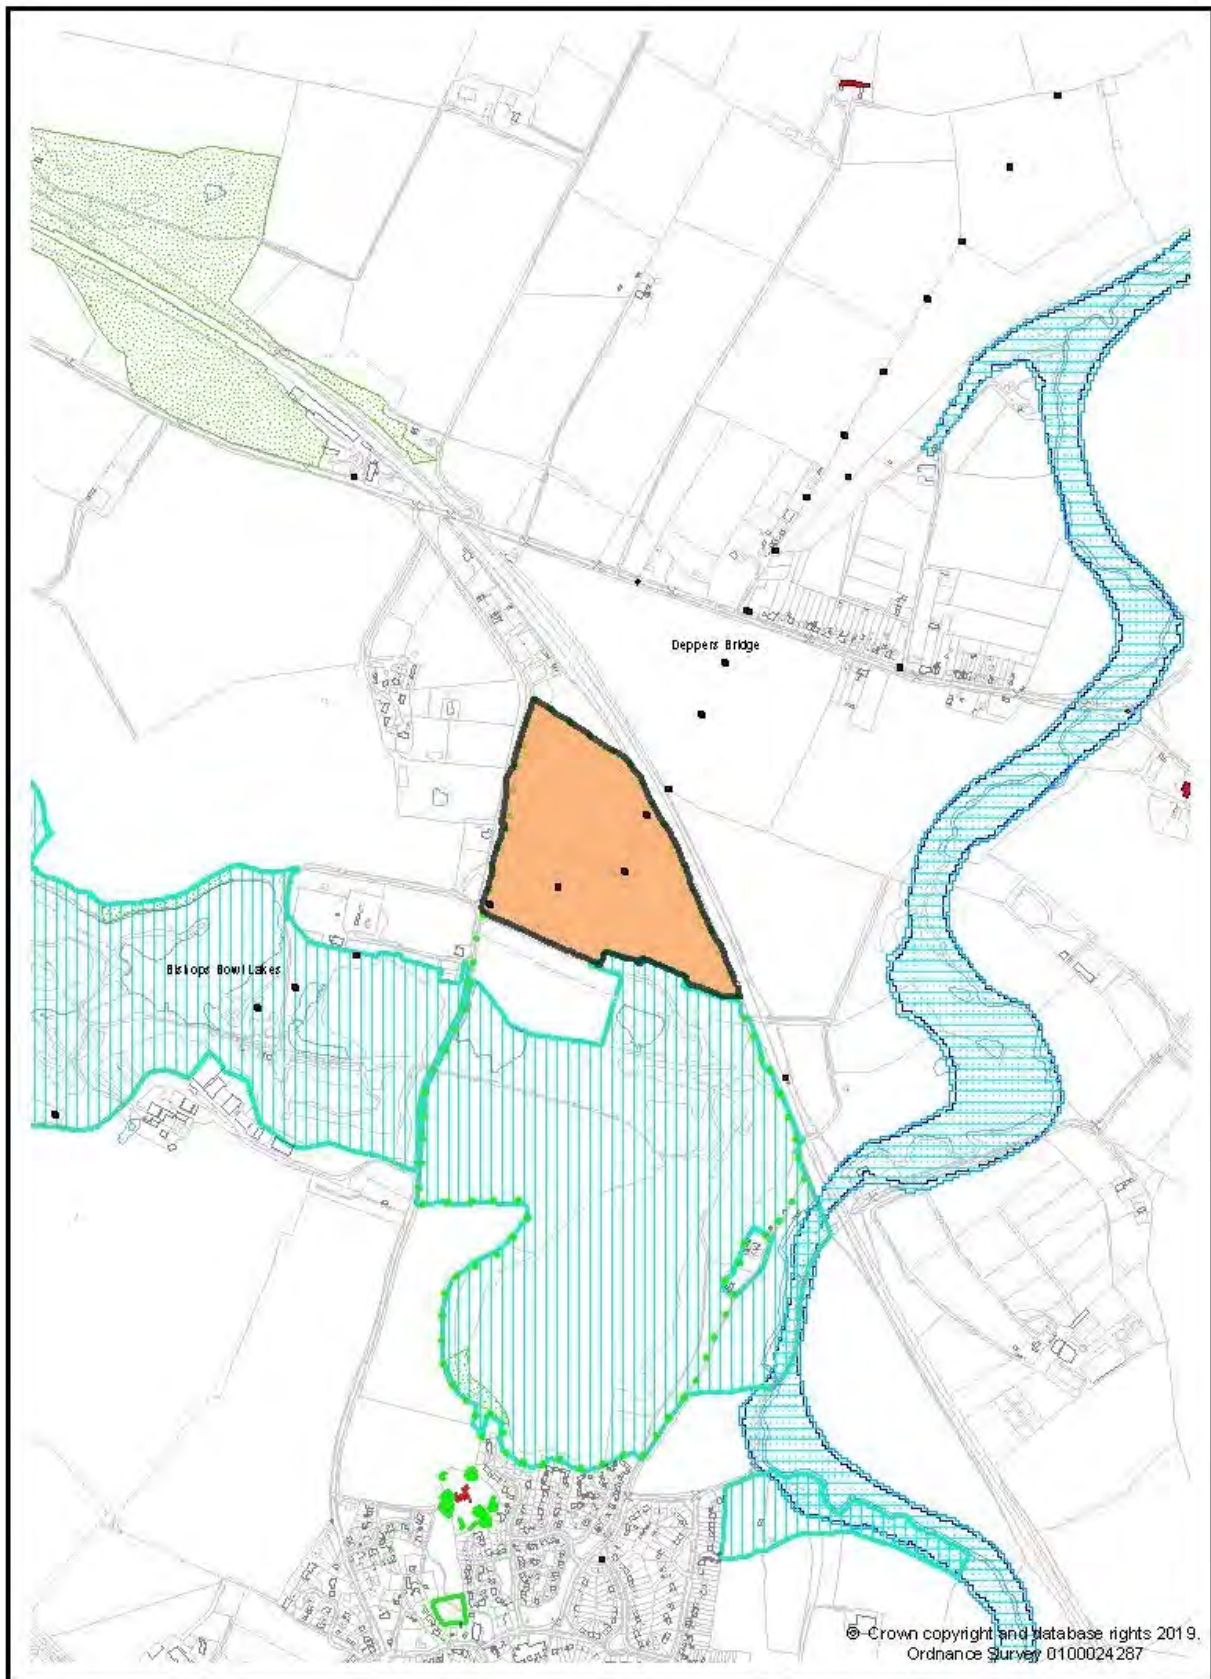 Deppers Bridge
Bishops Bowl Lakes
© Crown copyright and database rights 2019.
Ordnance Survey 0100024287